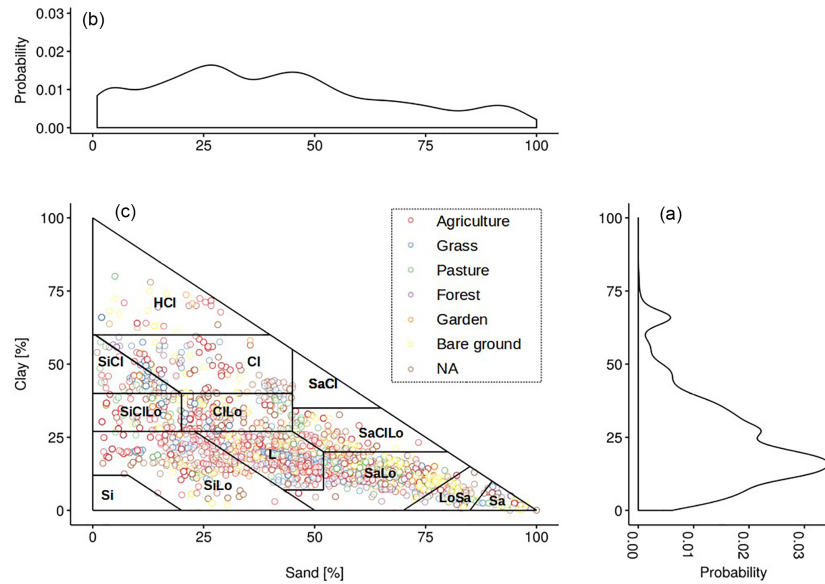 (b)
Probability
0.03
0.02
0.01
0.00
0 25 50 75 100
(c)
100
75
50
25
0
Clay [%]
Agriculture
Grass
Pasture
Forest
Garden
Bare ground
NA
HCl
SiCl
Cl
SaCl
SiClLo
ClLo
SaClLo
L
SaLo
SiLo
LoSa
Sa
Si
0 25 50 75 100
Sand [%]
(a)
100
75
50
25
0
0.00 0.01 0.02 0.03
Probability